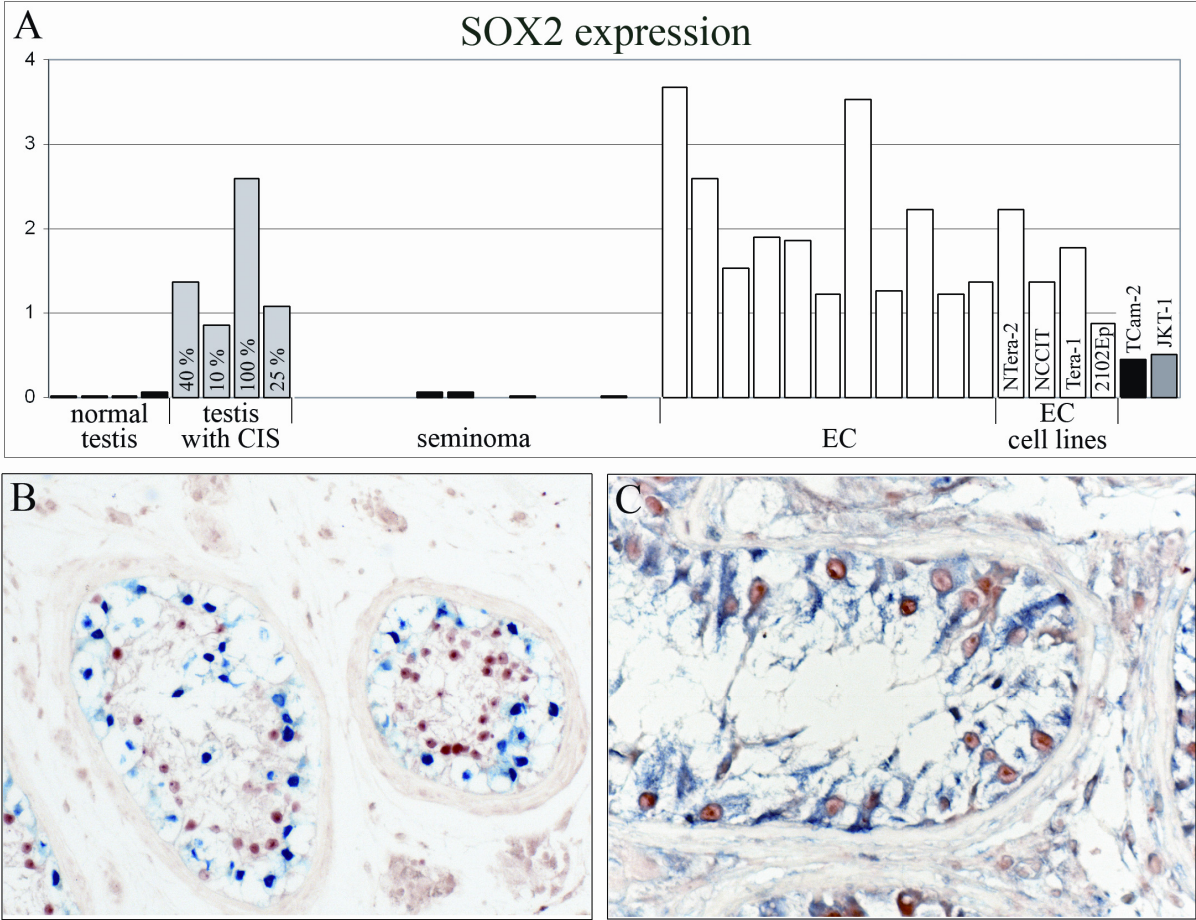 A
SOX2 expression
4
3
2
1
0
40 %
10 %
100 %
25 %
NTera-2
NCCIT
Tera-1
2102Ep
TCam-2
JKT-1
normal
testis
testis
with CIS
seminoma
EC
EC
cell lines
B
C